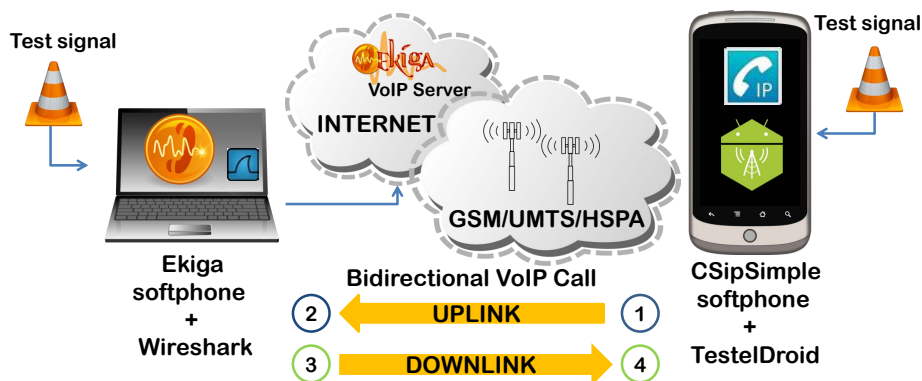 Test signal
Test signal
Ekiga
VoIP Server
INTERNET
IP
GSM/UMTS/HSPA
Ekiga
softphone
+
Wireshark
Bidirectional VoIP Call
CSipSimple
softphone
+
TestelDroid
2
UPLINK
1
3
DOWNLINK
4